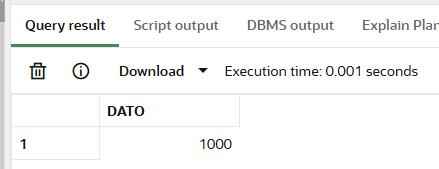 Query result Script output DBMS output Explain Plan
Download Execution time: 0.001 seconds
DATO
1 1000